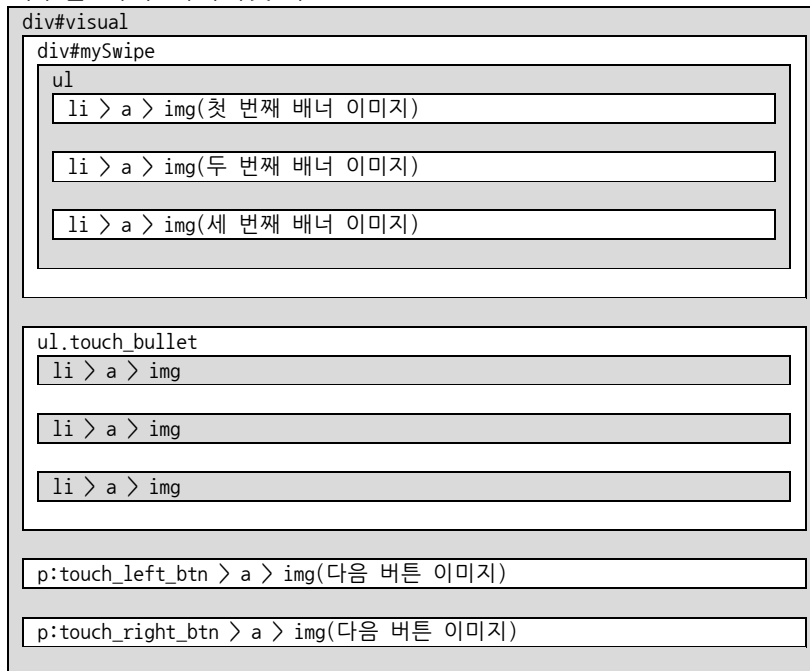 div#visual
div#mySwipe
ul
li > a > img(첫 번째 배너 이미지)
li > a > img(두 번째 배너 이미지)
li > a > img(세 번째 배너 이미지)
ul.touch_bullet
li > a > img
li > a > img
li > a > img
p:touch_left_btn > a > img(다음 버튼 이미지)
p:touch_right_btn > a > img(다음 버튼 이미지)